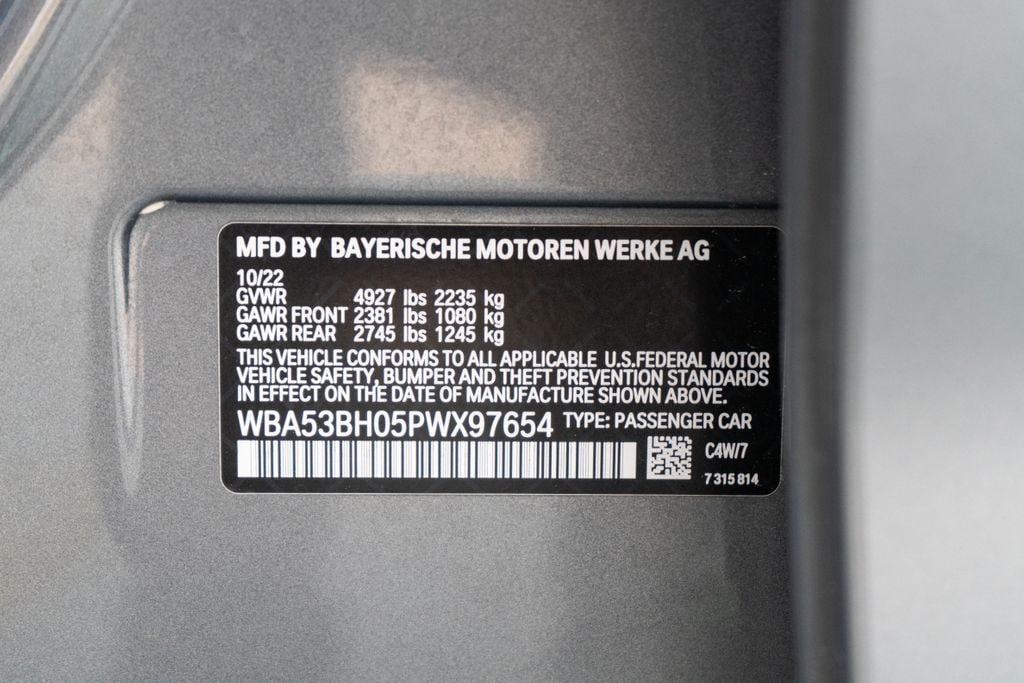 MFD BY BAYERISCHE MOTOREN WERKE AG
10/22
GVWR 4927 lbs 2235 kg
GAWR FRONT 2381 lbs 1080 kg
GAWR REAR 2745 lbs 1245 kg
THIS VEHICLE CONFORMS TO ALL APPLICABLE U.S.FEDERAL MOTOR
VEHICLE SAFETY, BUMPER AND THEFT PREVENTION STANDARDS
IN EFFECT ON THE DATE OF MANUFACTURE SHOWN ABOVE.
WBA53BH05PWX97654 TYPE: PASSENGER CAR
C4W/7
7 315 814